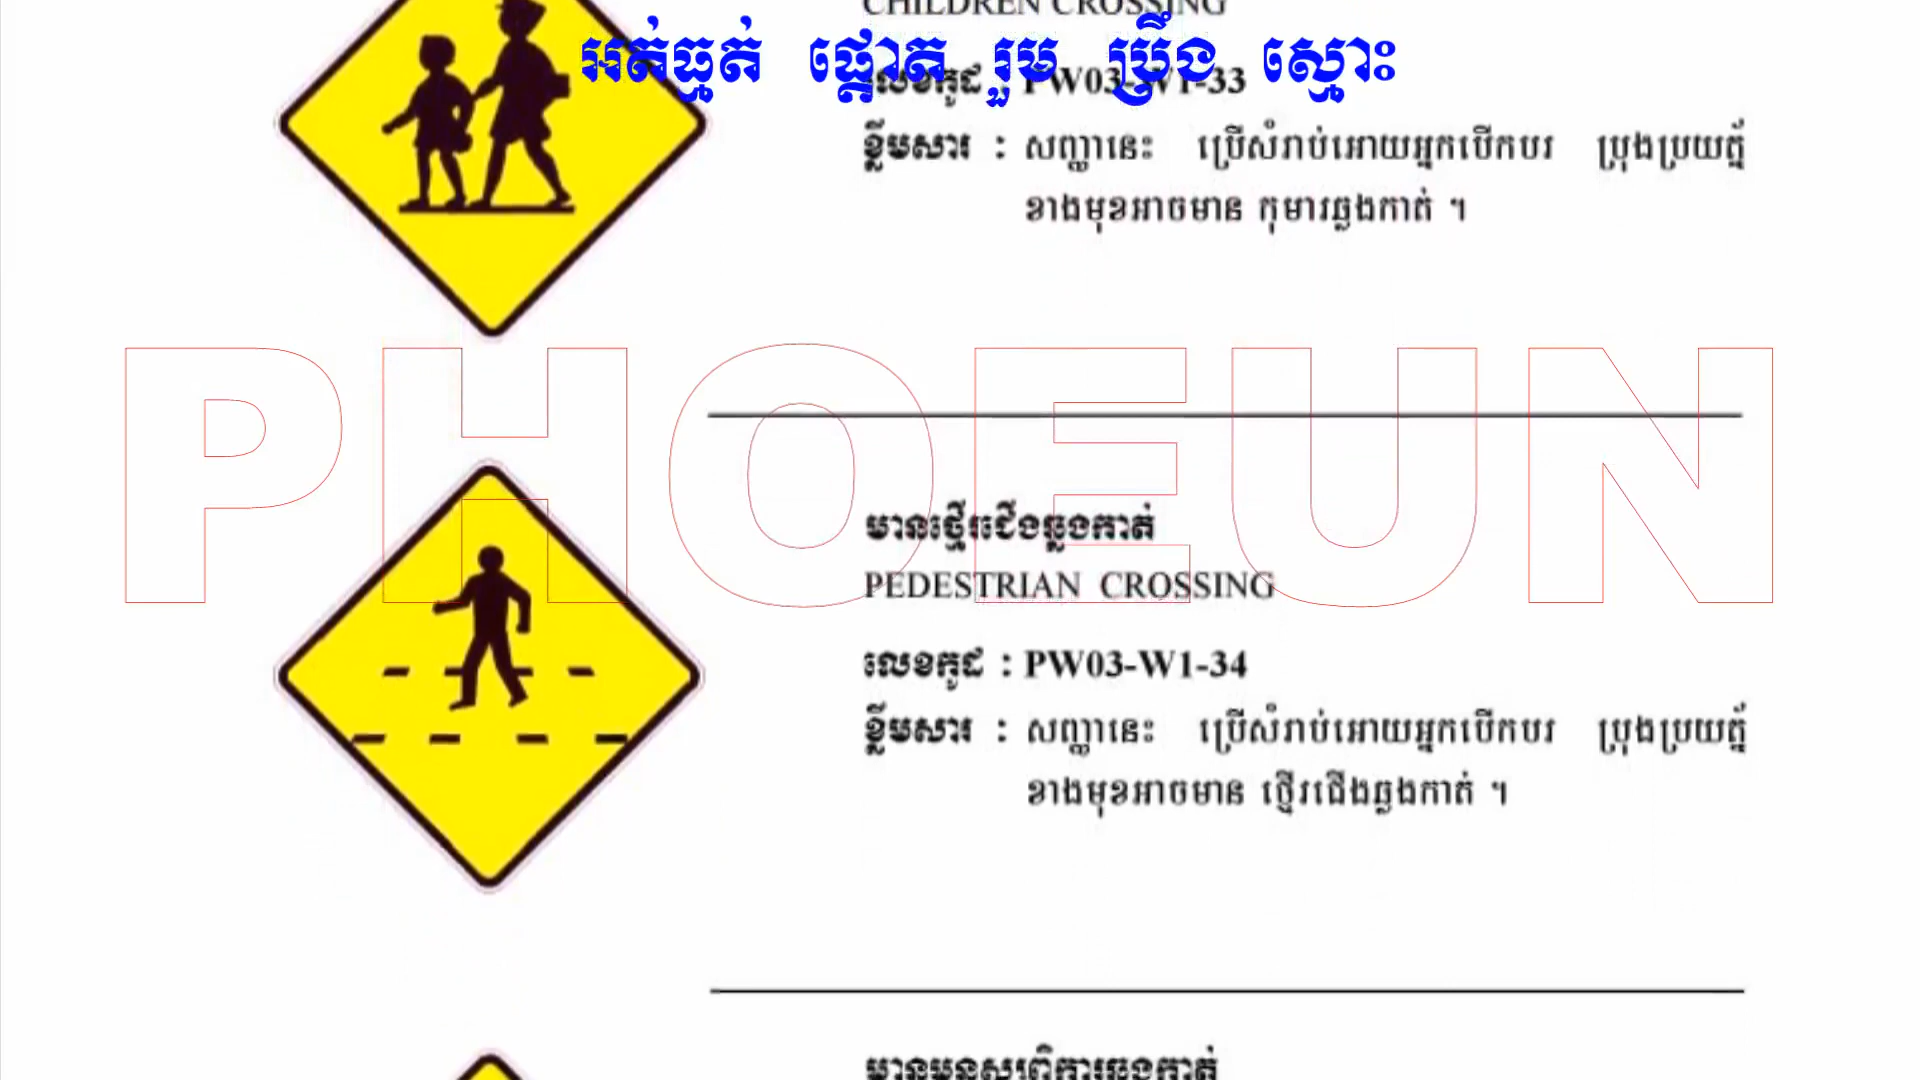 CHILDREN CROSSING
អត់ធ្មត់ ផ្តោត រួម ប្រឹង ស្មោះ
លេខកូដ : PW03-W1-33
ខ្លឹមសារ : សញ្ញានេះ ប្រើសំរាប់អោយអ្នកបើកបរ ប្រុងប្រយត្ន័
ខាងមុខអាចមាន កុមារឆ្លងកាត់ ។
PHOEUN
មានថ្មើរជើងឆ្លងកាត់
PEDESTRIAN CROSSING
លេខកូដ : PW03-W1-34
ខ្លឹមសារ : សញ្ញានេះ ប្រើសំរាប់អោយអ្នកបើកបរ ប្រុងប្រយត្ន័
ខាងមុខអាចមាន ថ្មើរជើងឆ្លងកាត់ ។